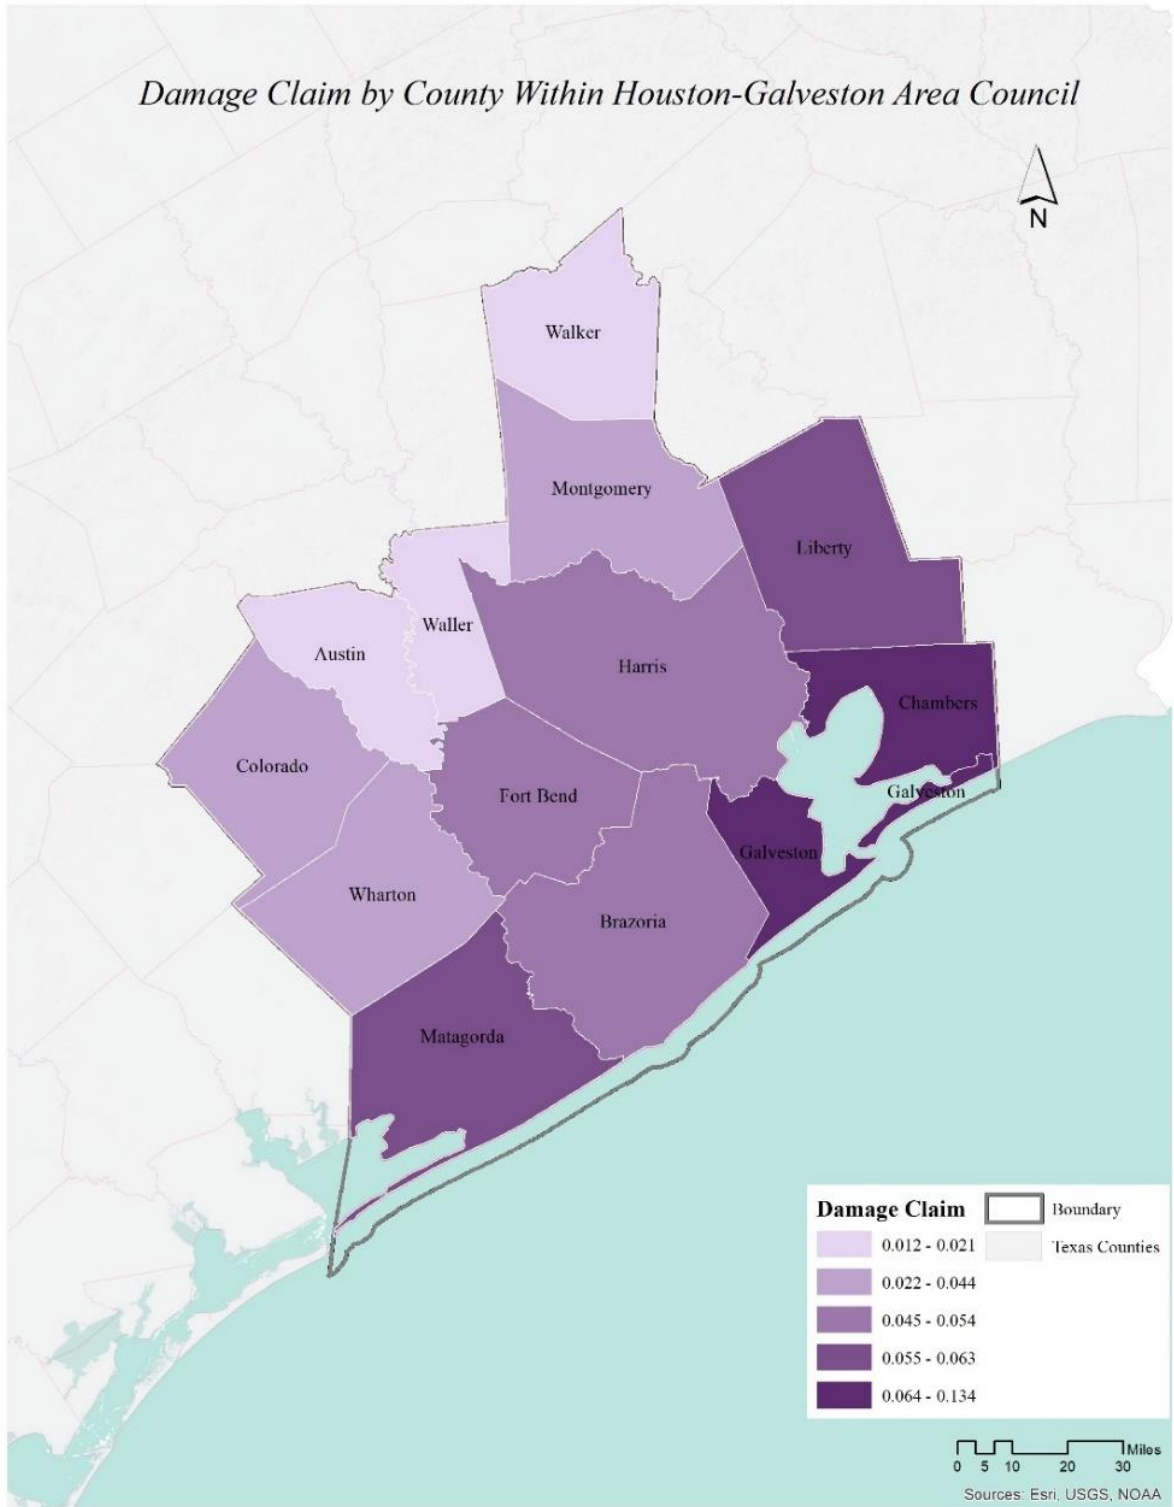 Damage Claim by County Within Houston-Galveston Area Council
N
Walker
Montgomery
Liberty
Waller
Austin
Harris
Chambers
Colorado
Fort Bend
Galveston
Galveston
Wharton
Brazoria
Matagorda
Damage Claim
0.012 - 0.021
0.022 - 0.044
0.045 - 0.054
0.055 - 0.063
0.064 - 0.134
Boundary
Texas Counties
Miles
0 5 10 20 30
Sources: Esri, USGS, NOAA